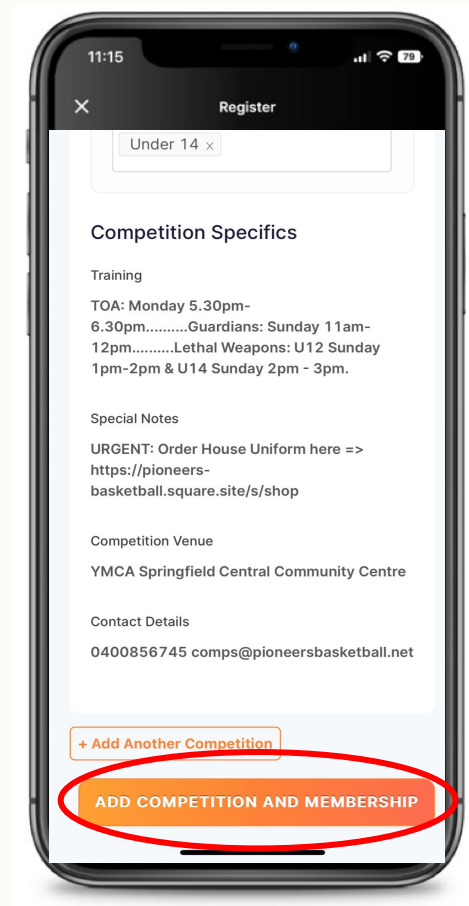 11:15
79
× Register
Under 14 ×
Competition Specifics
Training
TOA: Monday 5.30pm-
6.30pm..........Guardians: Sunday 11am-
12pm..........Lethal Weapons: U12 Sunday
1pm-2pm & U14 Sunday 2pm - 3pm.
Special Notes
URGENT: Order House Uniform here =>
https://pioneers-
basketball.square.site/s/shop
Competition Venue
YMCA Springfield Central Community Centre
Contact Details
0400856745 comps@pioneersbasketball.net
+ Add Another Competition
ADD COMPETITION AND MEMBERSHIP